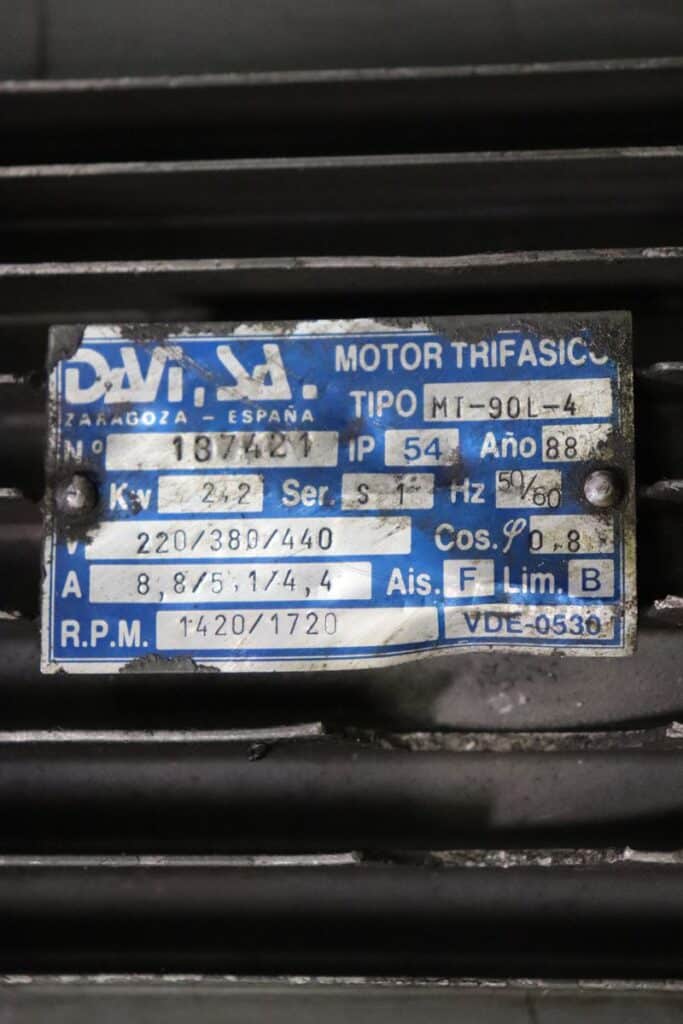 DAVi, SA. MOTOR TRIFASICO
ZARAGOZA - ESPAÑA TIPO MT-90L-4
Nº 187421 IP 54 Año 88
Kw 2,2 Ser. S 1 Hz 50/60
V 220/380/440 Cos. φ 0,8
A 8,8/5,1/4,4 Ais. F Lim. B
R.P.M. 1420/1720 VDE-0530